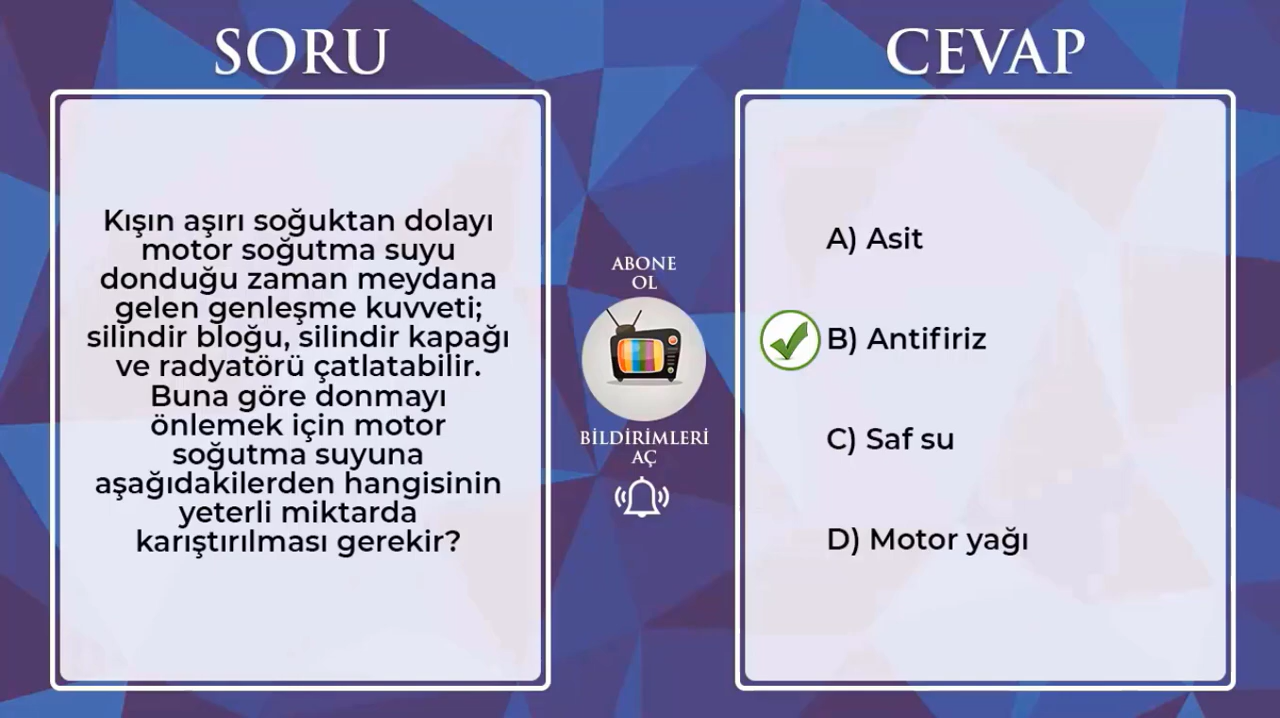 SORU
Kışın aşırı soğuktan dolayı
motor soğutma suyu
donduğu zaman meydana
gelen genleşme kuvveti;
silindir bloğu, silindir kapağı
ve radyatörü çatlatabilir.
Buna göre donmayı
önlemek için motor
soğutma suyuna
aşağıdakilerden hangisinin
yeterli miktarda
karıştırılması gerekir?
ABONE
OL
BİLDİRİMLERİ
AÇ
CEVAP
A) Asit
B) Antifiriz
C) Saf su
D) Motor yağı